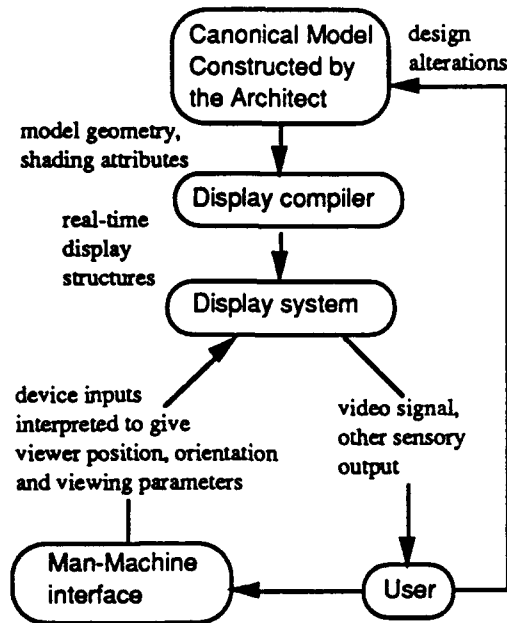 Canonical Model
Constructed by
the Architect
design
alterations
model geometry,
shading attributes
Display compiler
real-time
display
structures
Display system
device inputs
interpreted to give
viewer position, orientation
and viewing parameters
video signal,
other sensory
output
Man-Machine
interface
User